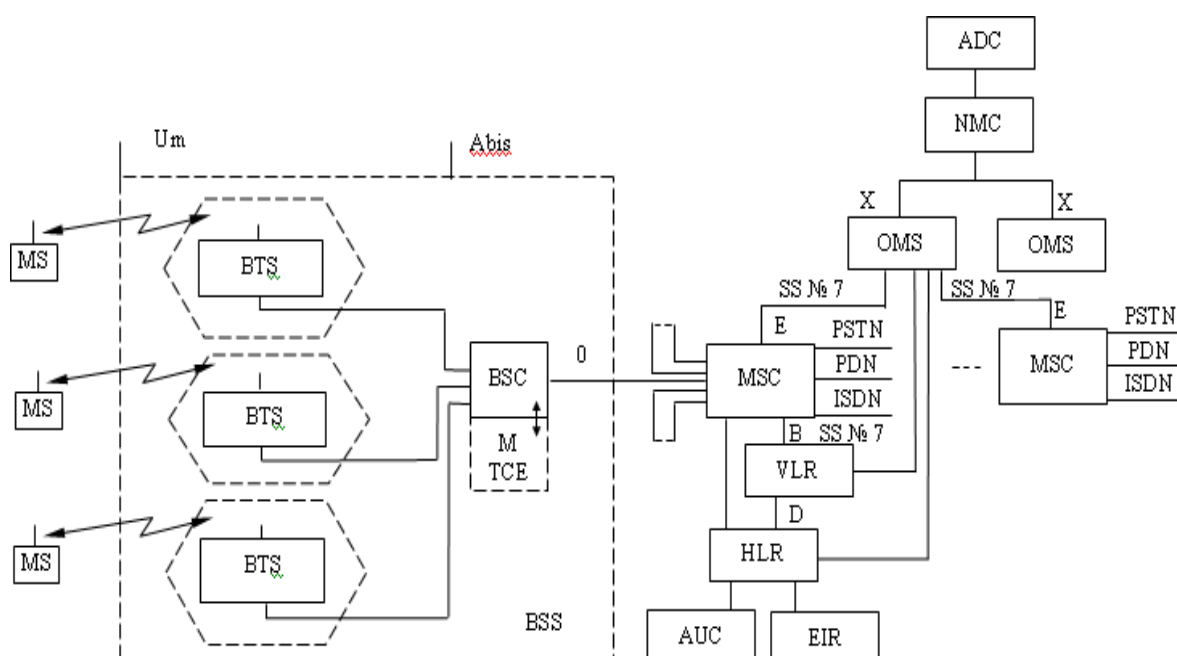 ADC
NMC
Um
Abis
X
X
OMS
OMS
MS
BTS
SS № 7
SS № 7
E
E
PSTN
PDN
ISDN
PSTN
PDN
ISDN
MSC
---
MSC
0
BSC
MS
BTS
M
TCE
B
SS № 7
VLR
D
HLR
MS
BTS
BSS
AUC
EIR